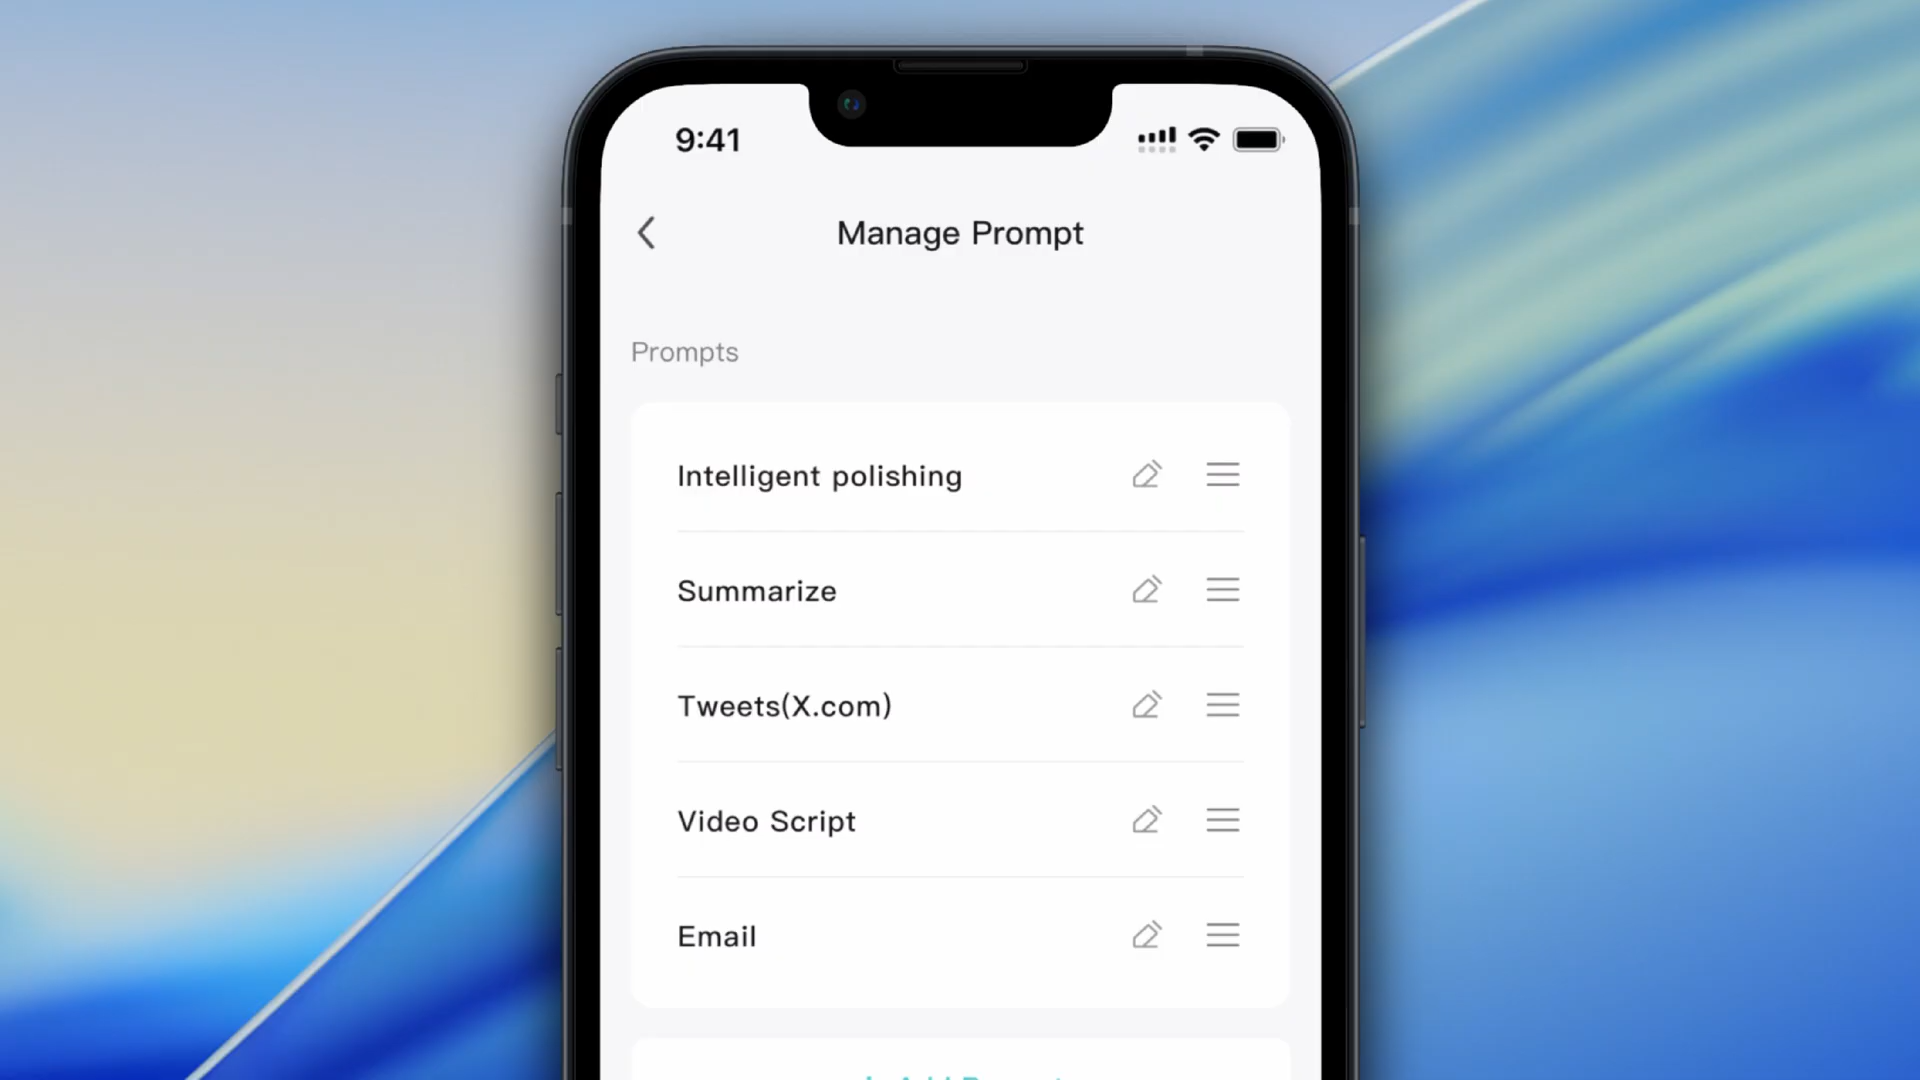 9:41
Manage Prompt
Prompts
Intelligent polishing
Summarize
Tweets(X.com)
Video Script
Email